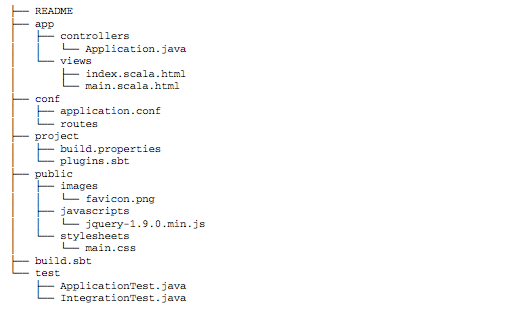 ├── README
├── app
│   ├── controllers
│   │   └── Application.java
│   └── views
│       ├── index.scala.html
│       └── main.scala.html
├── conf
│   ├── application.conf
│   └── routes
├── project
│   ├── build.properties
│   └── plugins.sbt
├── public
│   ├── images
│   │   └── favicon.png
│   ├── javascripts
│   │   └── jquery-1.9.0.min.js
│   └── stylesheets
│       └── main.css
├── build.sbt
└── test
    ├── ApplicationTest.java
    └── IntegrationTest.java